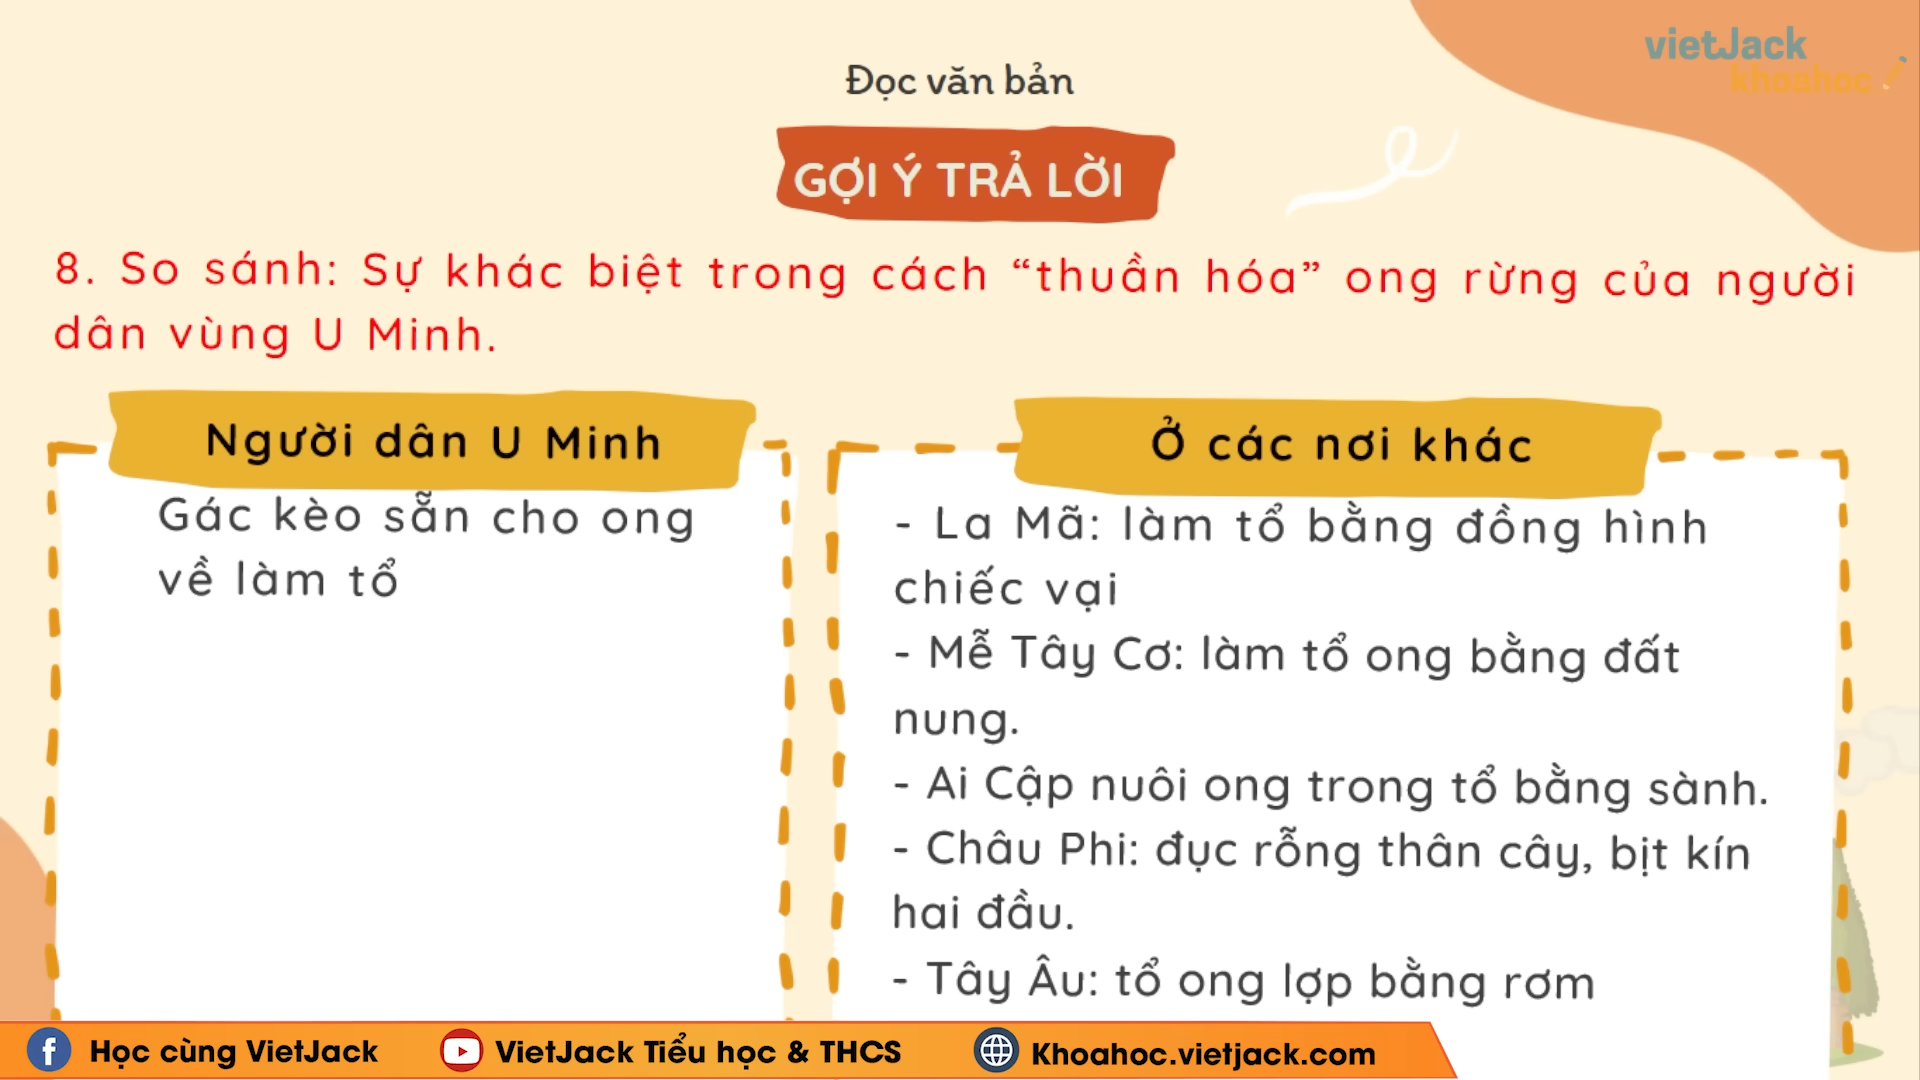 vietJack
khoahoc
Đọc văn bản
GỢI Ý TRẢ LỜI
8. So sánh: Sự khác biệt trong cách “thuần hóa” ong rừng của người
dân vùng U Minh.
Người dân U Minh
Gác kèo sẵn cho ong
về làm tổ
Ở các nơi khác
- La Mã: làm tổ bằng đồng hình
chiếc vại
- Mễ Tây Cơ: làm tổ ong bằng đất
nung.
- Ai Cập nuôi ong trong tổ bằng sành.
- Châu Phi: đục rỗng thân cây, bịt kín
hai đầu.
- Tây Âu: tổ ong lợp bằng rơm
Học cùng VietJack
VietJack Tiểu học & THCS
Khoahoc.vietjack.com